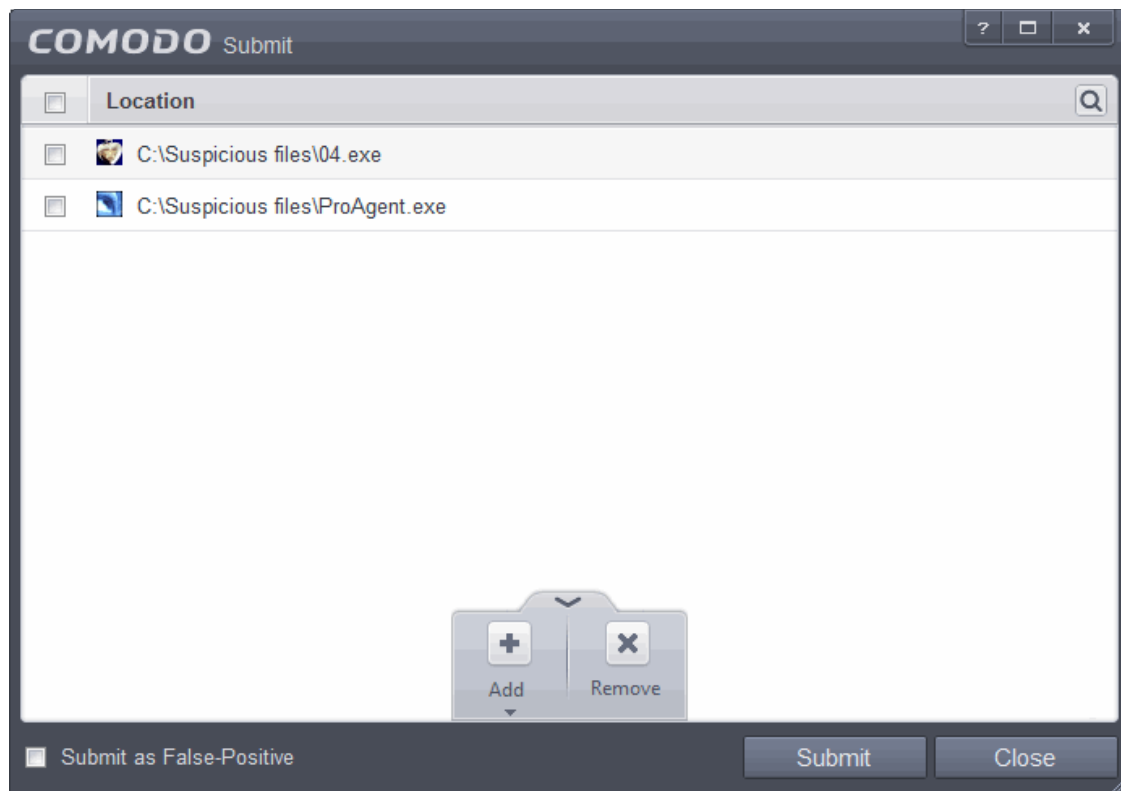 COMODO Submit
?
Location
C:\Suspicious files\04.exe
C:\Suspicious files\ProAgent.exe
Add
Remove
Submit as False-Positive
Submit
Close